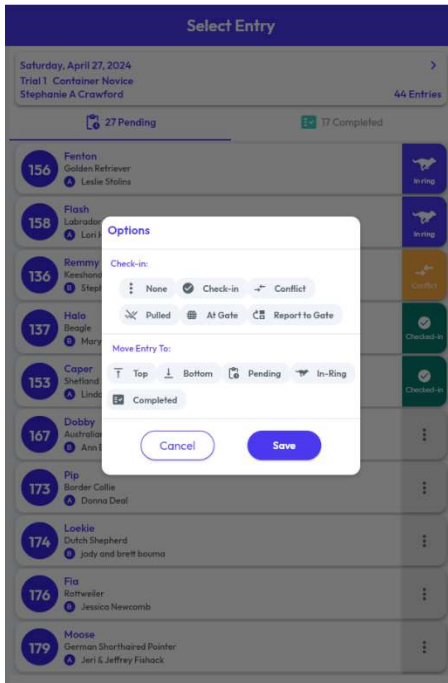 Select Entry
Saturday, April 27, 2024
Trial 1 Container Novice
Stephanie A Crawford
44 Entries
27 Pending
17 Completed
156
Fenton
Golden Retriever
A Leslie Stolins
In ring
158
Flash
Labrador
A Lori
In ring
136
Remmy
Keeshond
B Steph
Conflict
137
Halo
Beagle
B Mary
Checked-in
153
Caper
Shetland
A Linda
Checked-in
167
Dobby
Australian
B Ann
173
Pip
Border Collie
A Donna Deal
174
Loekie
Dutch Shepherd
B jody and brett bouma
176
Fia
Rottweiler
B Jessica Newcomb
179
Moose
German Shorthaired Pointer
A Jeri & Jeffrey Fishack
Options
Check-in:
None
Check-in
Conflict
Pulled
At Gate
Report to Gate
Move Entry To:
Top
Bottom
Pending
In-Ring
Completed
Cancel
Save